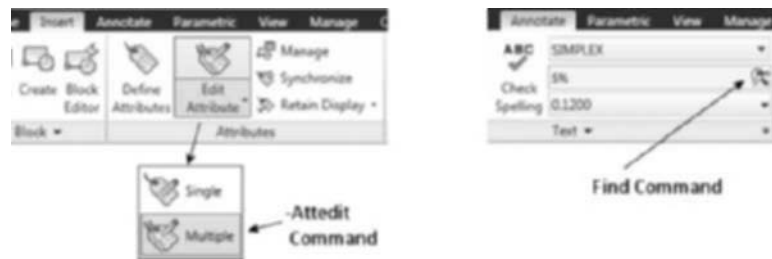 Insert Annotate Parametric View Manage
Create Block Editor
Define Attributes
Edit Attribute
Manage
Synchronize
Retain Display
Block
Attributes
Single
Multiple
-Attedit
Command
Annotate Parametric View Manage
ABC
Check
Spelling
SIMPLEX
5%
0.1200
Text
Find Command